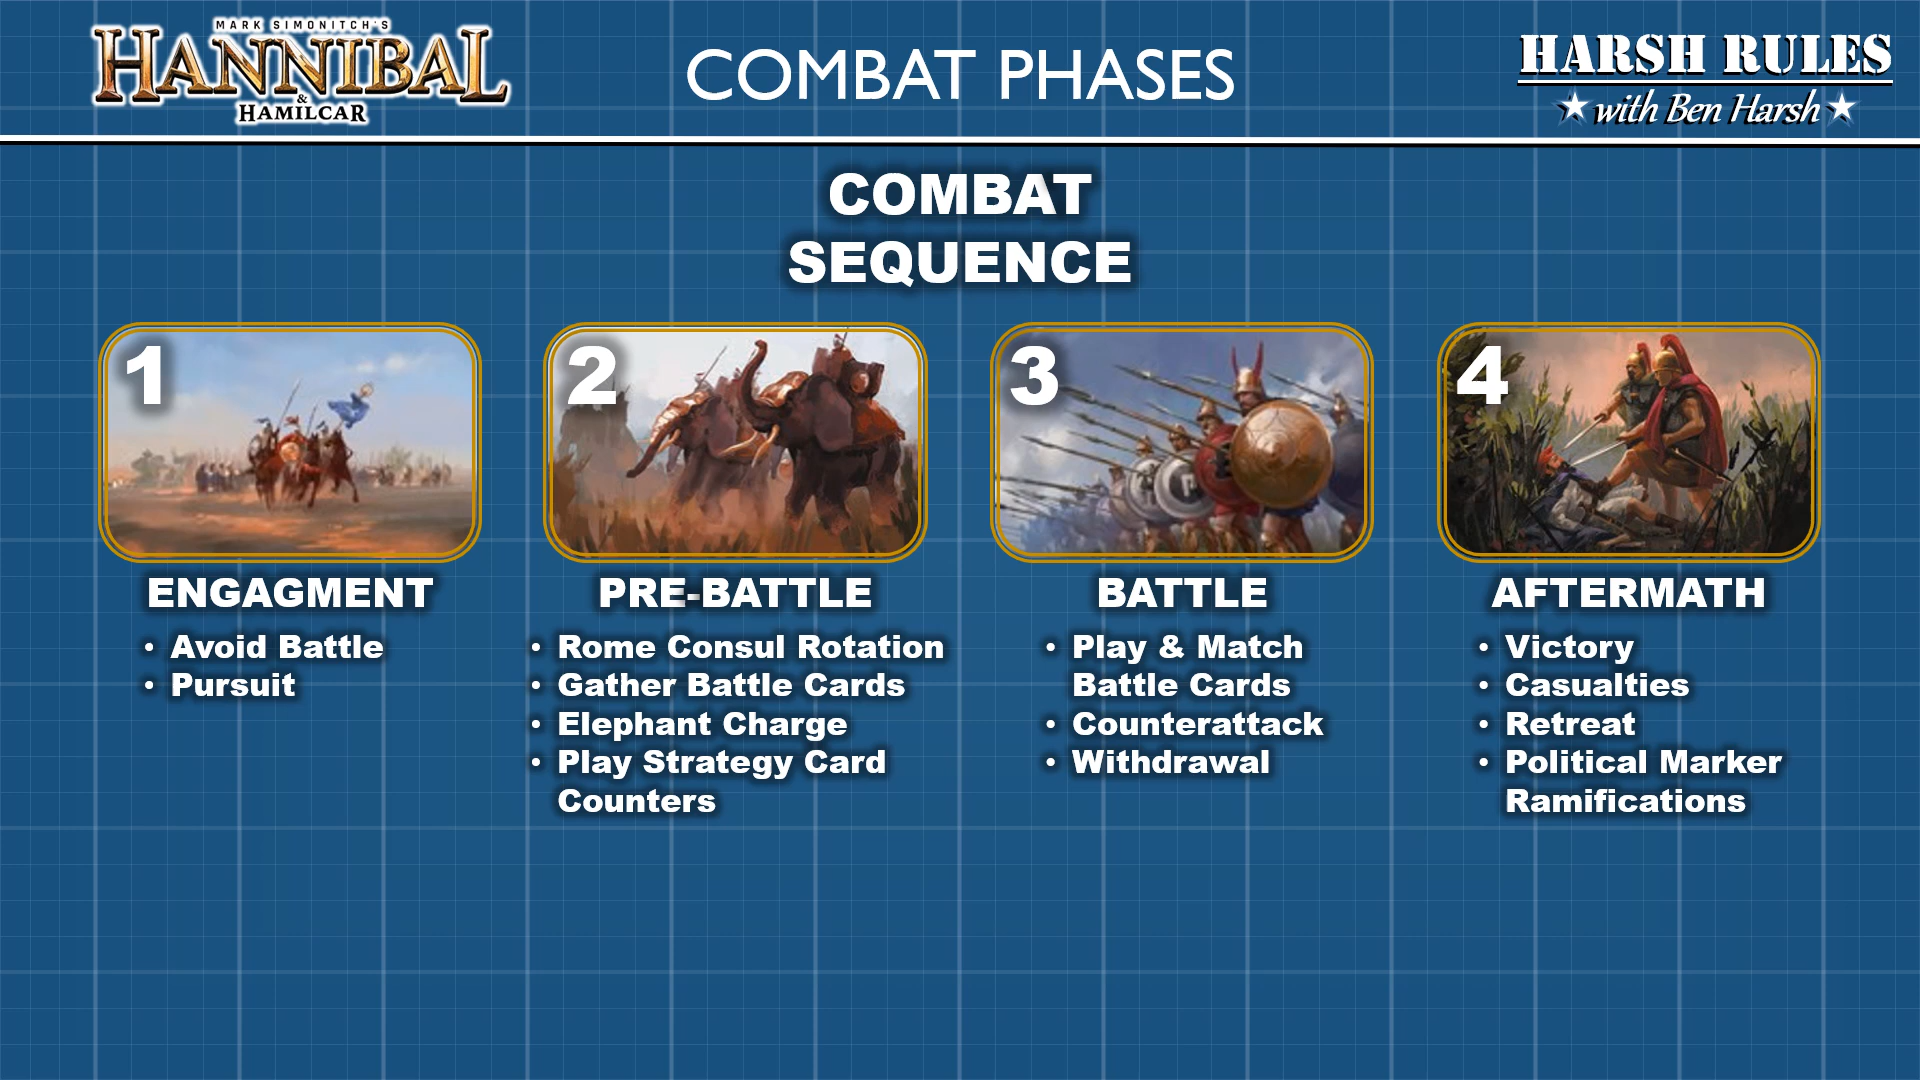 MARK SIMONITCH'S
HANNIBAL
&
HAMILCAR
COMBAT PHASES
HARSH RULES
with Ben Harsh
COMBAT
SEQUENCE
1
2
3
4
ENGAGMENT
• Avoid Battle
• Pursuit
PRE-BATTLE
• Rome Consul Rotation
• Gather Battle Cards
• Elephant Charge
• Play Strategy Card
Counters
BATTLE
• Play & Match
Battle Cards
• Counterattack
• Withdrawal
AFTERMATH
• Victory
• Casualties
• Retreat
• Political Marker
Ramifications